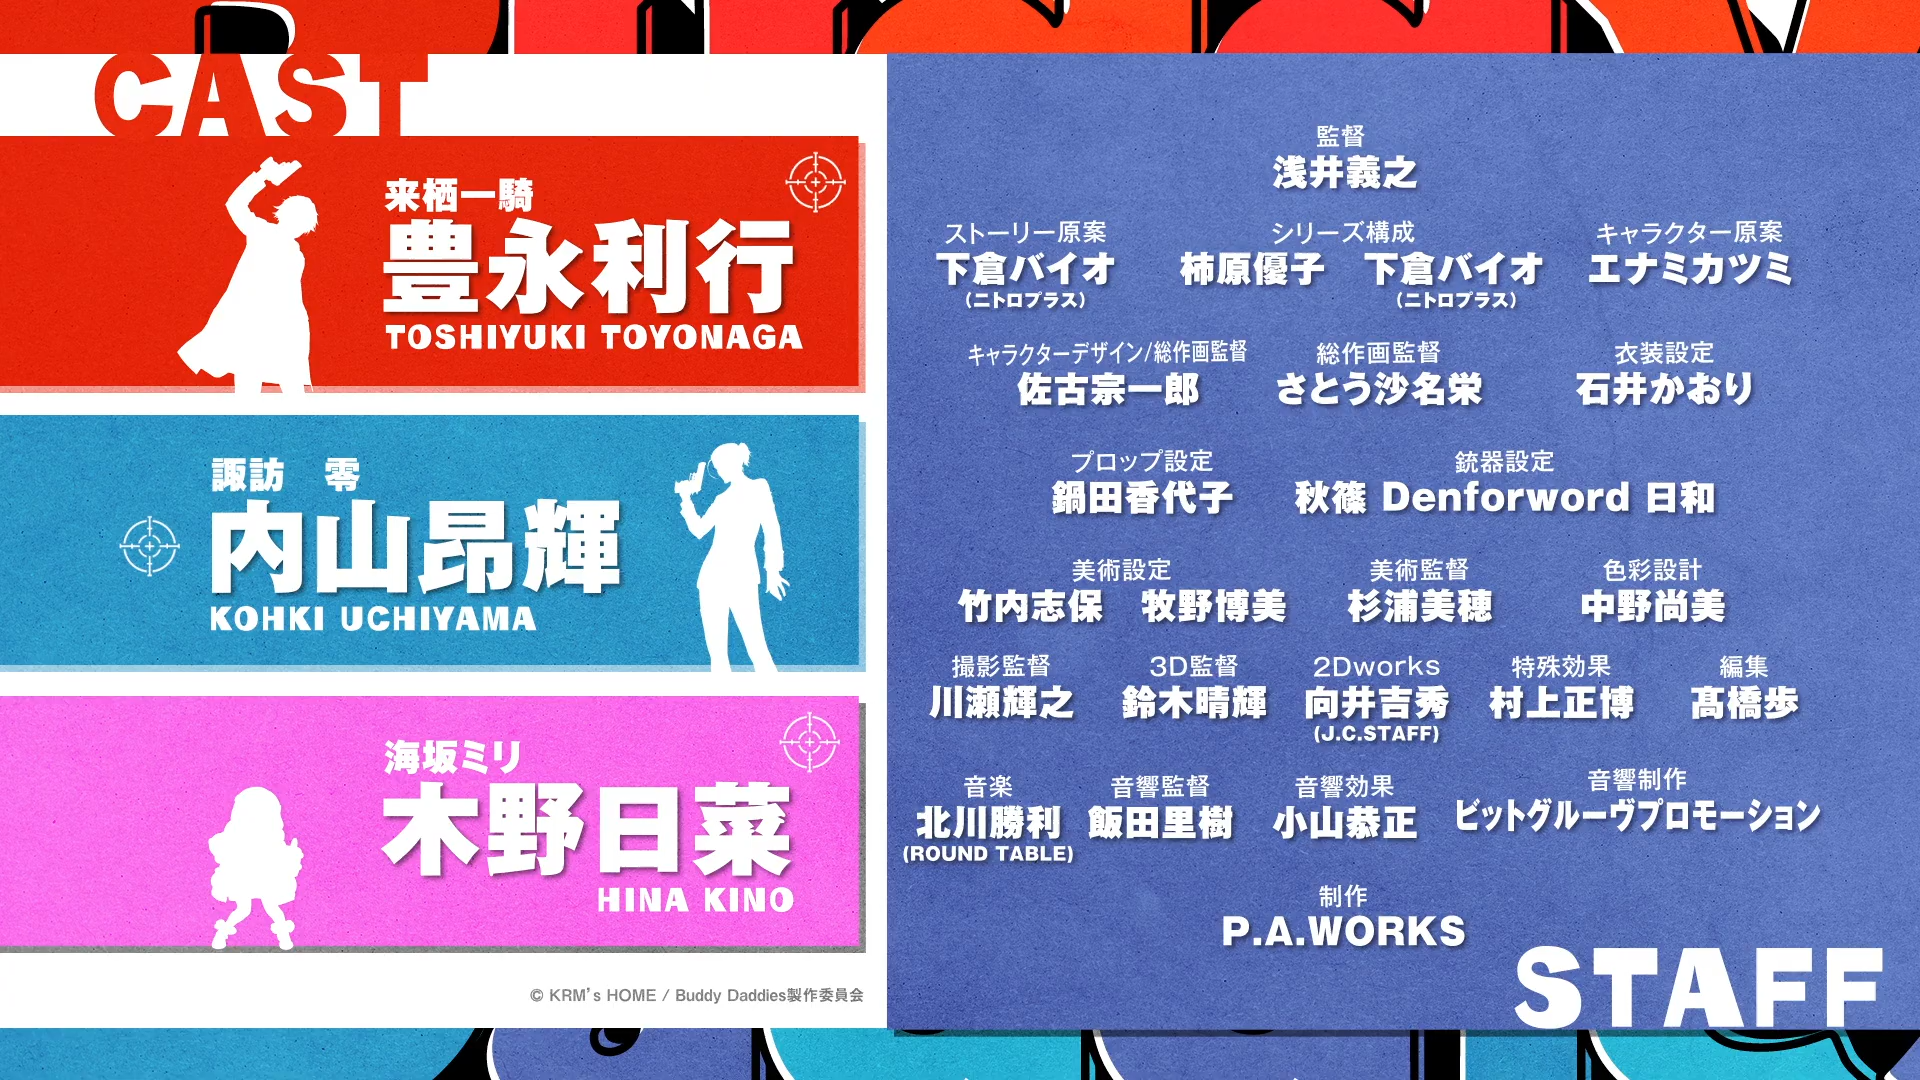 CAST
来栖一騎
豊永利行
TOSHIYUKI TOYONAGA
諏訪　零
内山昂輝
KOHKI UCHIYAMA
海坂ミリ
木野日菜
HINA KINO
© KRM's HOME / Buddy Daddies製作委員会
監督
浅井義之
ストーリー原案 シリーズ構成 キャラクター原案
下倉バイオ 柿原優子 下倉バイオ エナミカツミ
(ニトロプラス) (ニトロプラス)
キャラクターデザイン/総作画監督 総作画監督 衣装設定
佐古宗一郎 さとう沙名栄 石井かおり
プロップ設定 銃器設定
鍋田香代子 秋篠 Denforword 日和
美術設定 美術監督 色彩設計
竹内志保 牧野博美 杉浦美穂 中野尚美
撮影監督 3D監督 2Dworks 特殊効果 編集
川瀬輝之 鈴木晴輝 向井吉秀 村上正博 髙橋歩
(J.C.STAFF)
音楽 音響監督 音響効果 音響制作
北川勝利 飯田里樹 小山恭正 ビットグルーヴプロモーション
(ROUND TABLE)
制作
P.A.WORKS
STAFF